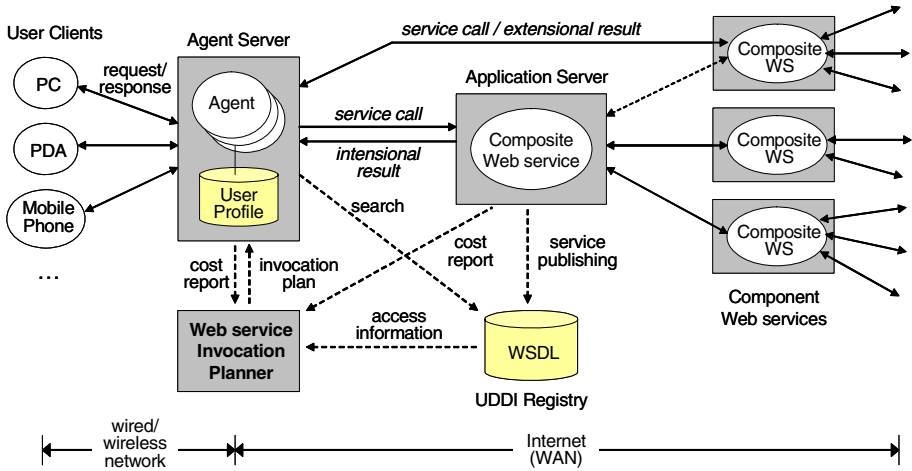 User Clients
PC
PDA
Mobile
Phone
...
request/
response
Agent Server
Agent
User
Profile
service call / extensional result
service call
intensional
result
Application Server
Composite
Web service
Composite
WS
Composite
WS
Composite
WS
Component
Web services
search
cost
report
invocation
plan
cost
report
service
publishing
access
information
Web service
Invocation
Planner
WSDL
UDDI Registry
wired/
wireless
network
Internet
(WAN)